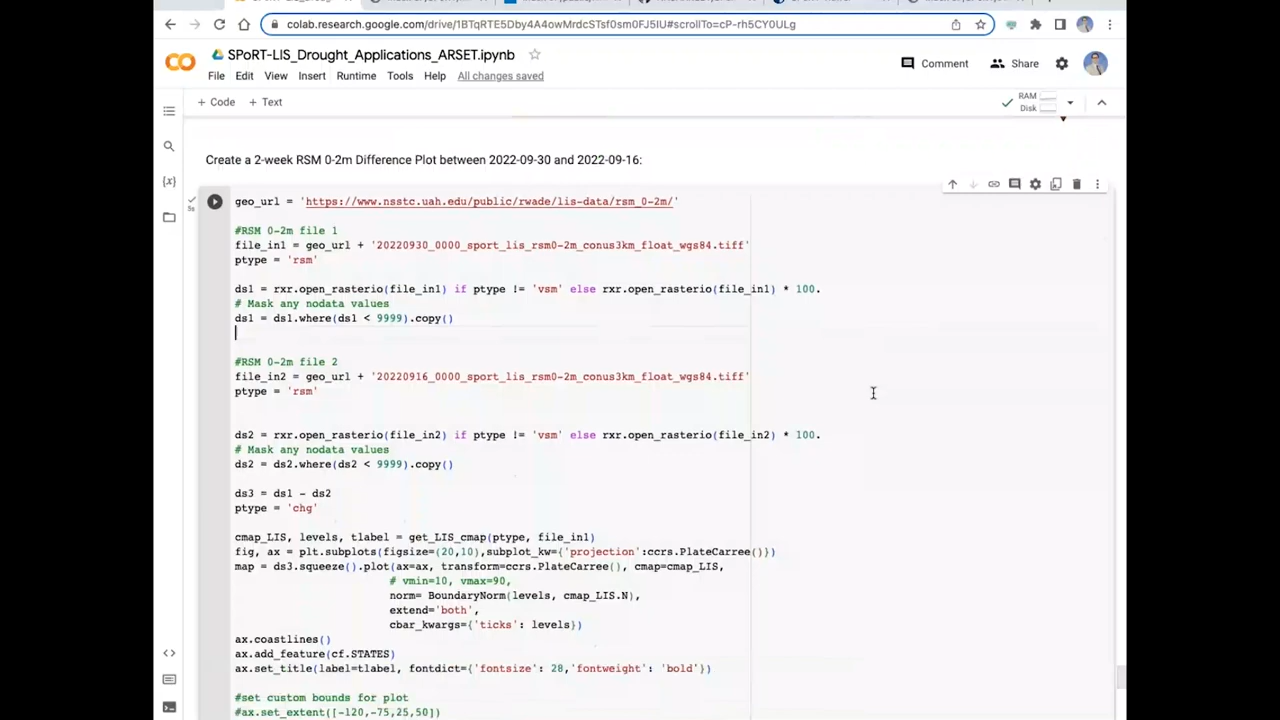 colab.research.google.com/drive/1BTqRTE5Dby4A4owMrdcSTsf0sm0FJ5IU#scrollTo=cP-rh5CY0ULg
SPoRT-LIS_Drought_Applications_ARSET.ipynb
Comment
Share
File Edit View Insert Runtime Tools Help All changes saved
+ Code + Text
RAM
Disk
Create a 2-week RSM 0-2m Difference Plot between 2022-09-30 and 2022-09-16:
5s
geo_url = 'https://www.nsstc.uah.edu/public/rwade/lis-data/rsm_0-2m/'
#RSM 0-2m file 1
file_in1 = geo_url + '20220930_0000_sport_lis_rsm0-2m_conus3km_float_wgs84.tiff'
ptype = 'rsm'
ds1 = rxr.open_rasterio(file_in1) if ptype != 'vsm' else rxr.open_rasterio(file_in1) * 100.
# Mask any nodata values
ds1 = ds1.where(ds1 < 9999).copy()
#RSM 0-2m file 2
file_in2 = geo_url + '20220916_0000_sport_lis_rsm0-2m_conus3km_float_wgs84.tiff'
ptype = 'rsm'
ds2 = rxr.open_rasterio(file_in2) if ptype != 'vsm' else rxr.open_rasterio(file_in2) * 100.
# Mask any nodata values
ds2 = ds2.where(ds2 < 9999).copy()
ds3 = ds1 - ds2
ptype = 'chg'
cmap_LIS, levels, tlabel = get_LIS_cmap(ptype, file_in1)
fig, ax = plt.subplots(figsize=(20,10),subplot_kw={'projection':ccrs.PlateCarree()})
map = ds3.squeeze().plot(ax=ax, transform=ccrs.PlateCarree(), cmap=cmap_LIS,
# vmin=10, vmax=90,
norm= BoundaryNorm(levels, cmap_LIS.N),
extend='both',
cbar_kwargs={'ticks': levels})
ax.coastlines()
ax.add_feature(cf.STATES)
ax.set_title(label=tlabel, fontdict={'fontsize': 28,'fontweight': 'bold'})
#set custom bounds for plot
#ax.set_extent([-120,-75,25,50])